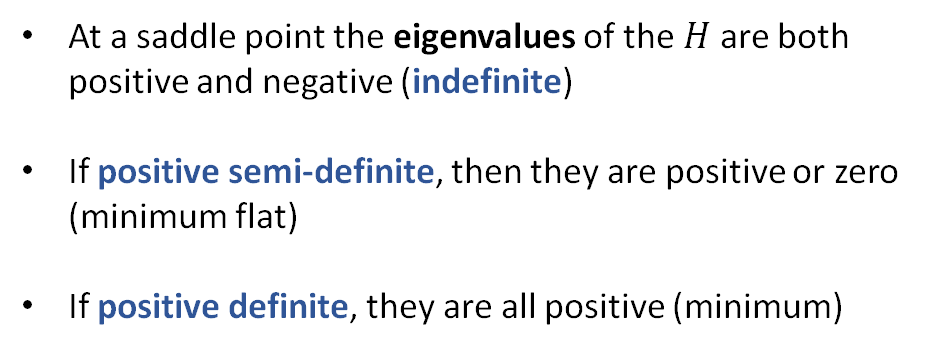 • At a saddle point the eigenvalues of the H are both
positive and negative (indefinite)
• If positive semi-definite, then they are positive or zero
(minimum flat)
• If positive definite, they are all positive (minimum)